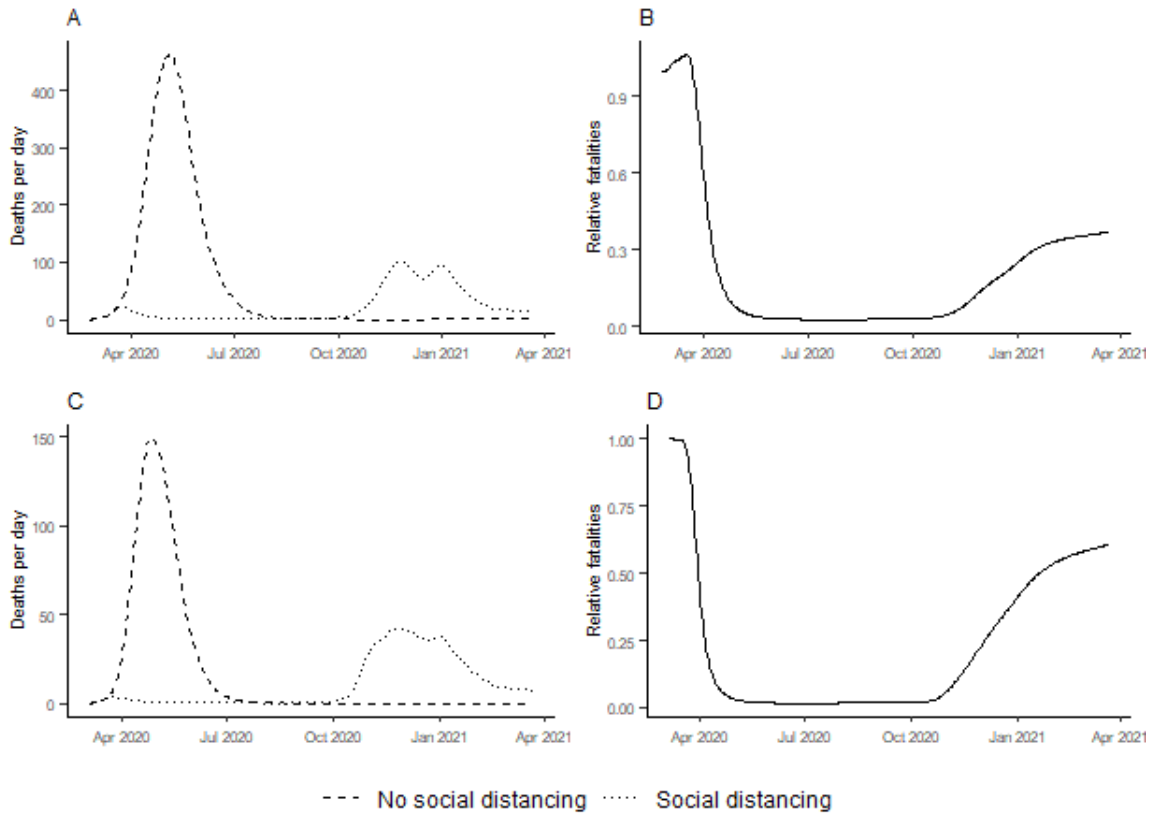 A
Deaths per day
400
300
200
100
0
Apr 2020 Jul 2020 Oct 2020 Jan 2021 Apr 2021
B
Relative fatalities
0.9
0.6
0.3
0.0
Apr 2020 Jul 2020 Oct 2020 Jan 2021 Apr 2021
C
Deaths per day
150
100
50
0
Apr 2020 Jul 2020 Oct 2020 Jan 2021 Apr 2021
D
Relative fatalities
1.00
0.75
0.50
0.25
0.00
Apr 2020 Jul 2020 Oct 2020 Jan 2021 Apr 2021
No social distancing Social distancing